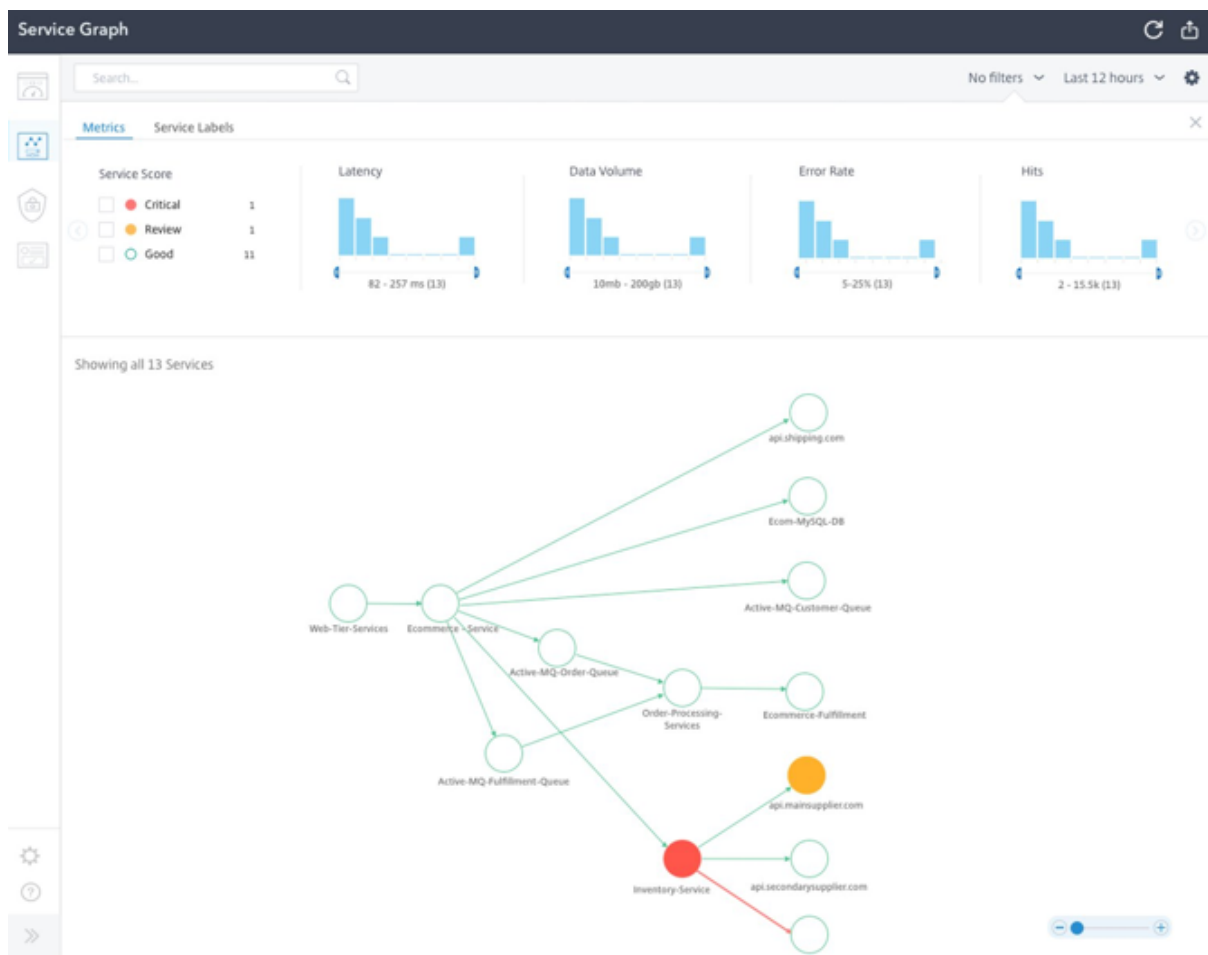 Service Graph
Search...
No filters
Last 12 hours
Metrics
Service Labels
Service Score
Critical 1
Review 1
Good 11
Latency
82 - 257 ms (13)
Data Volume
10mb - 200gb (13)
Error Rate
5-25% (13)
Hits
2 - 15.5k (13)
Showing all 13 Services
api.shipping.com
Ecom-MySQL-DB
Active-MQ-Customer-Queue
Web-Tier-Services
Ecommerce - Service
Active-MQ-Order-Queue
Order-Processing-
Services
Ecommerce-Fulfillment
Active-MQ-Fulfillment-Queue
api.mainsupplier.com
Inventory-Service
api.secondarysupplier.com